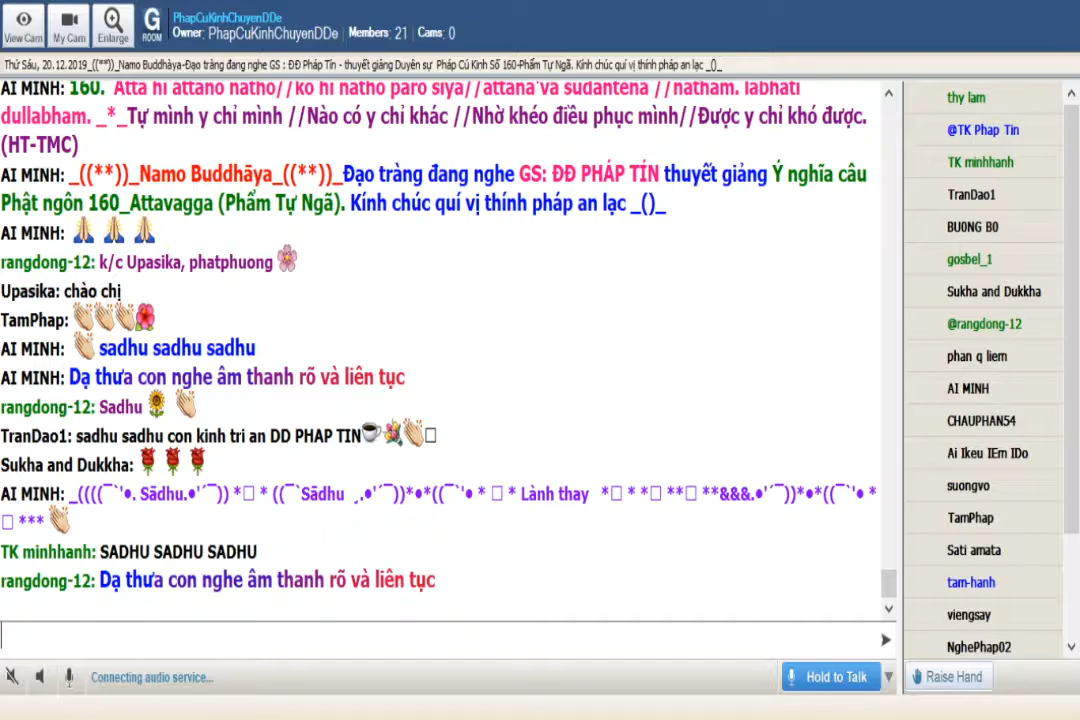 PhapCuKinhChuyenDDe
View Cam My Cam Enlarge G ROOM Owner: PhapCuKinhChuyenDDe Members: 21 Cams: 0
Thứ Sáu, 20.12.2019_((**))_Namo Buddhàya-Đạo tràng đang nghe GS : ĐĐ Pháp Tín - thuyết giảng Duyên sự Pháp Cú Kinh Số 160-Phẩm Tự Ngã. Kính chúc quí vị thính pháp an lạc _()_
AI MINH: 160. Attā hi attano nātho//ko hi nātho paro siyā//attanā'va sudantena //nātham. labhati
dullabham. _*_Tự mình y chỉ mình //Nào có y chỉ khác //Nhờ khéo điều phục mình//Được y chỉ khó được.
(HT-TMC)
AI MINH: _((**))_Namo Buddhāya_((**))_Đạo tràng đang nghe GS: ĐĐ PHÁP TÍN thuyết giảng Ý nghĩa câu
Phật ngôn 160_Attavagga (Phẩm Tự Ngã). Kính chúc quí vị thính pháp an lạc _()_
AI MINH: 🙏 🙏 🙏
rangdong-12: k/c Upasika, phatphuong 🌸
Upasika: chào chị
TamPhap: 👏👏👏🌺
AI MINH: 👏 sadhu sadhu sadhu
AI MINH: Dạ thưa con nghe âm thanh rõ và liên tục
rangdong-12: Sadhu 🌻 👏
TranDao1: sadhu sadhu con kinh tri an DD PHAP TIN☕💐👏□
Sukha and Dukkha: 🌹 🌹 🌹
AI MINH: _((((¯`'•. Sādhu.•'´¯)) *□ * ((¯`Sādhu ¸.•'´¯))*•*((¯`'• * □ * Lành thay *□ * *□ **□ **&&&.•'´¯))*•*((¯`'• *
□ *** 👏
TK minhhanh: SADHU SADHU SADHU
rangdong-12: Dạ thưa con nghe âm thanh rõ và liên tục
Connecting audio service...
Hold to Talk
thy lam
@TK Phap Tin
TK minhhanh
TranDao1
BU0NG B0
gosbel_1
Sukha and Dukkha
@rangdong-12
phan q liem
AI MINH
CHAUPHAN54
Ai Ikeu IEm IDo
suongvo
TamPhap
Sati amata
tam-hanh
viengsay
NghePhap02
Raise Hand